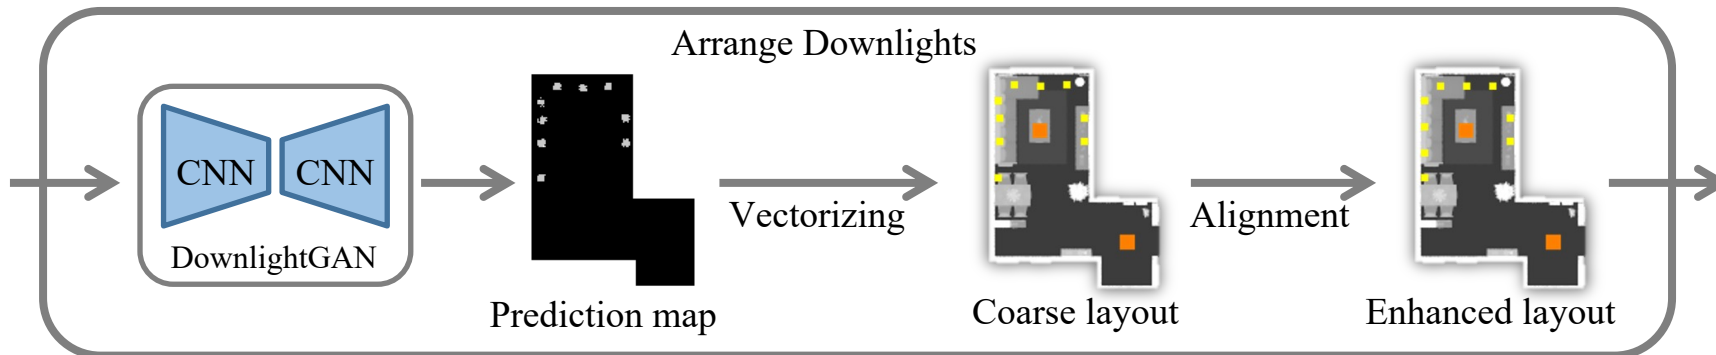 Arrange Downlights
CNN
CNN
DownlightGAN
Prediction map
Vectorizing
Coarse layout
Alignment
Enhanced layout